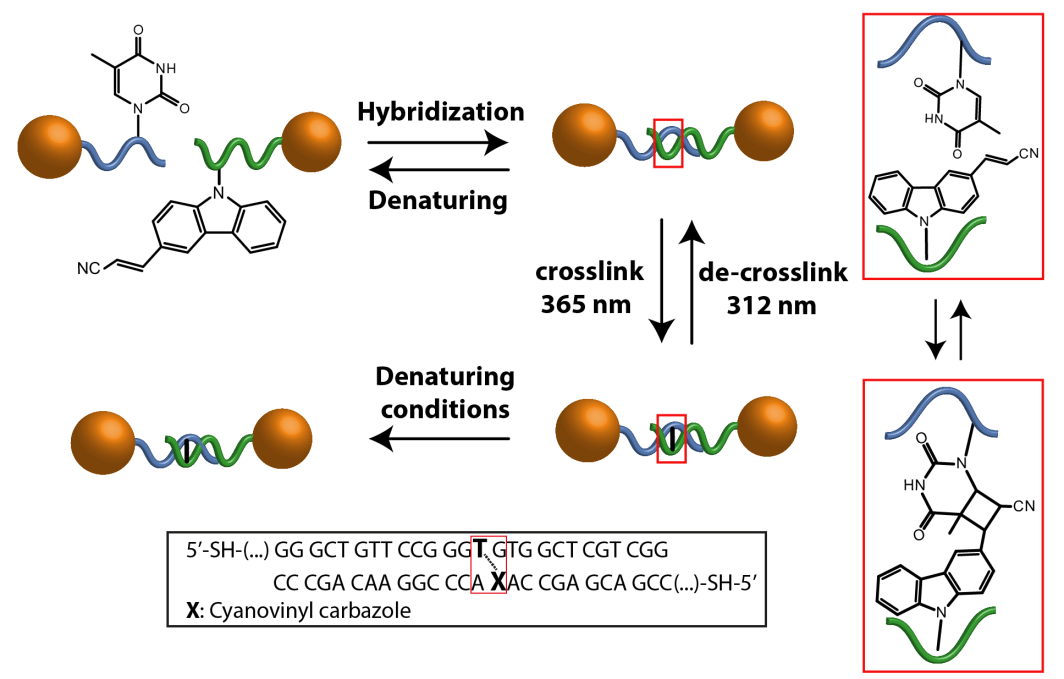 O
NH
N
O
Hybridization
Denaturing
N
NC
O
N
HN
O
CN
N
crosslink
365 nm
de-crosslink
312 nm
Denaturing
conditions
O
N
HN
O
CN
N
5’-SH-(...) GG GCT GTT CCG GGT GTG GCT CGT CGG
CC CGA CAA GGC CCA XAC CGA GCA GCC(...)-SH-5’
X: Cyanovinyl carbazole